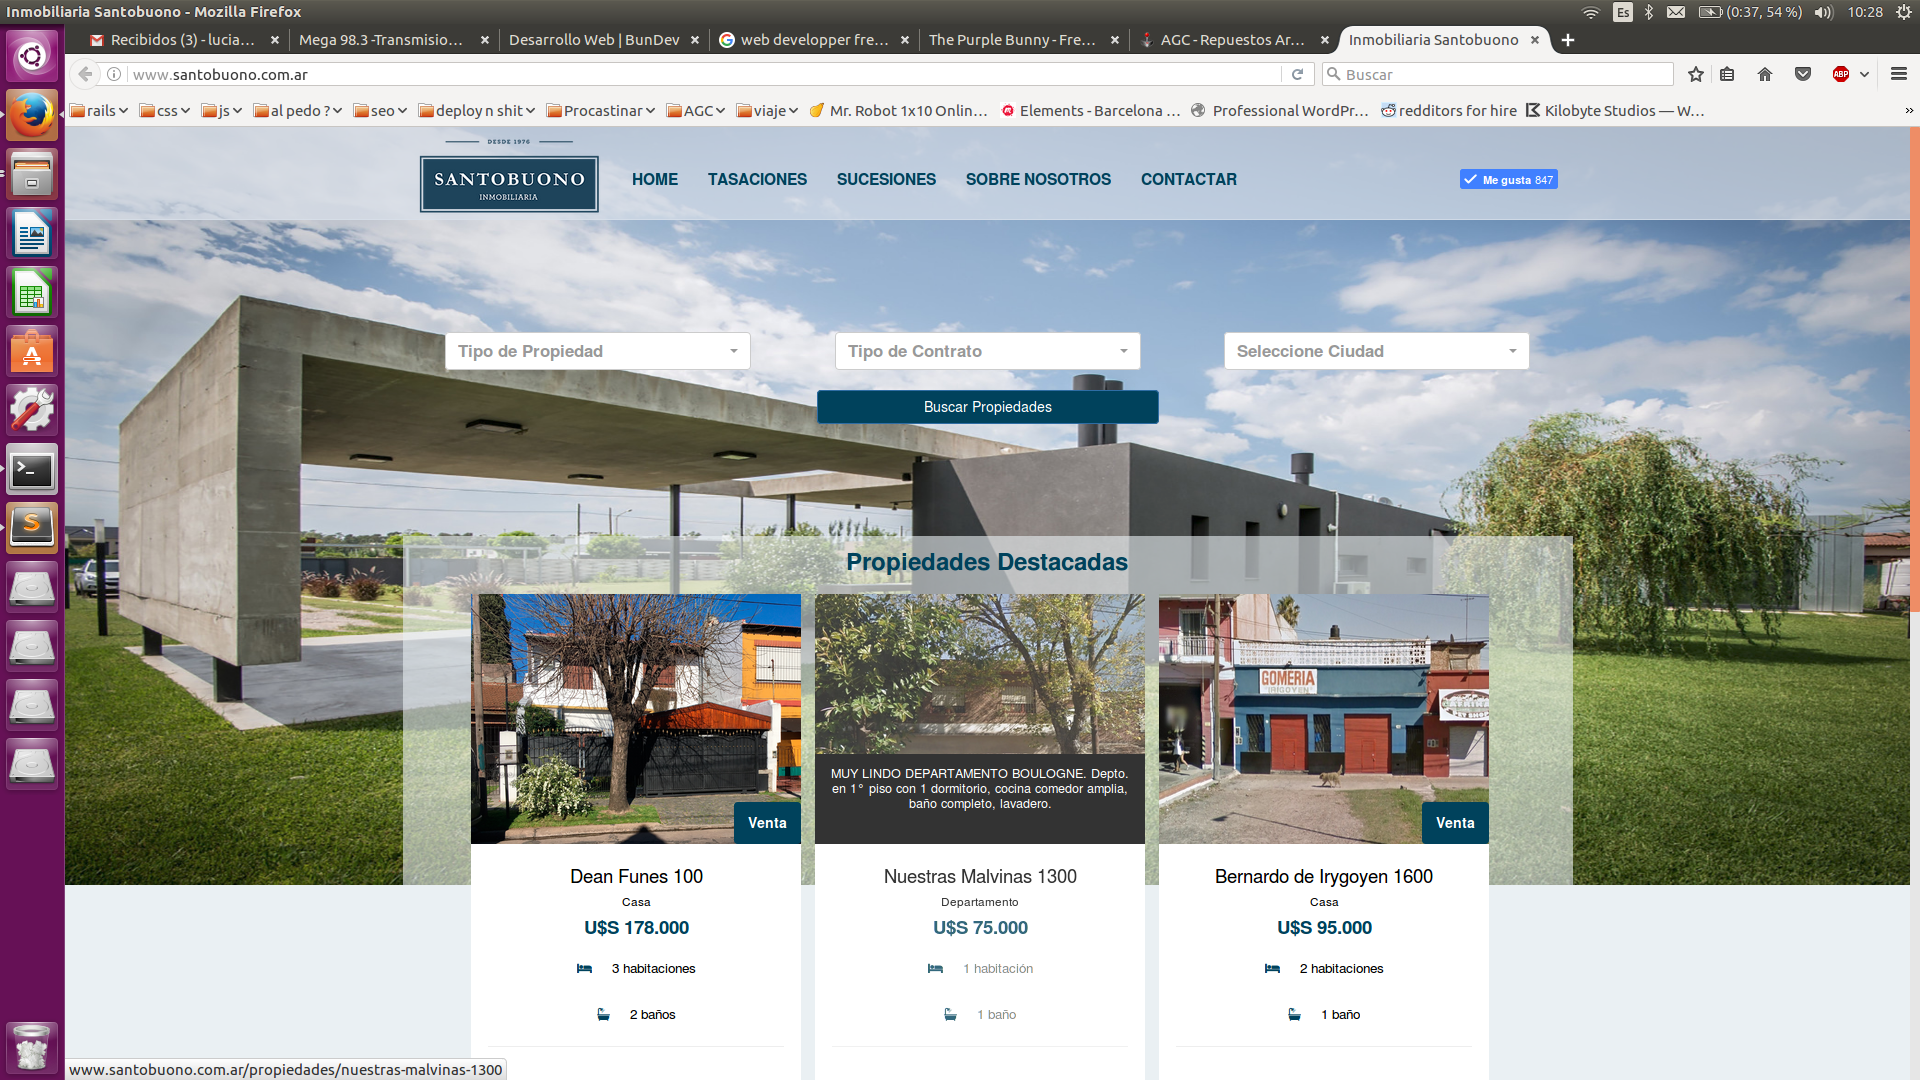 Inmobiliaria Santobuono - Mozilla Firefox
Es
(0:37, 54 %)
10:28
Recibidos (3) - lucia...
Mega 98.3 -Transmisio...
Desarrollo Web | BunDev
web developper fre...
The Purple Bunny - Fre...
AGC - Repuestos Ar...
Inmobiliaria Santobuono
www.santobuono.com.ar
Buscar
ABP
rails
css
js
al pedo ?
seo
deploy n shit
Procastinar
AGC
viaje
Mr. Robot 1x10 Onlin...
Elements - Barcelona ...
Professional WordPr...
redditors for hire
Kilobyte Studios — W...
DESDE 1976
SANTOBUONO
INMOBILIARIA
HOME
TASACIONES
SUCESIONES
SOBRE NOSOTROS
CONTACTAR
Me gusta 847
Tipo de Propiedad
Tipo de Contrato
Seleccione Ciudad
Buscar Propiedades
Propiedades Destacadas
GOMERIA
IRIGOYEN
PET SHOP
MUY LINDO DEPARTAMENTO BOULOGNE. Depto.
en 1° piso con 1 dormitorio, cocina comedor amplia,
baño completo, lavadero.
Venta
Venta
Dean Funes 100
Casa
U$S 178.000
3 habitaciones
2 baños
Nuestras Malvinas 1300
Departamento
U$S 75.000
1 habitación
1 baño
Bernardo de Irygoyen 1600
Casa
U$S 95.000
2 habitaciones
1 baño
www.santobuono.com.ar/propiedades/nuestras-malvinas-1300